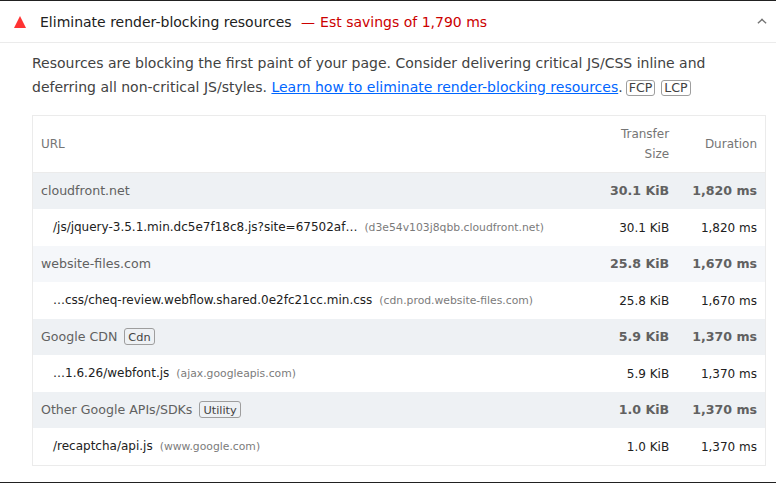 Eliminate render-blocking resources — Est savings of 1,790 ms
Resources are blocking the first paint of your page. Consider delivering critical JS/CSS inline and
deferring all non-critical JS/styles. Learn how to eliminate render-blocking resources. FCP LCP
URL Transfer Size Duration
cloudfront.net 30.1 KiB 1,820 ms
/js/jquery-3.5.1.min.dc5e7f18c8.js?site=67502af... (d3e54v103j8qbb.cloudfront.net) 30.1 KiB 1,820 ms
website-files.com 25.8 KiB 1,670 ms
...css/cheq-review.webflow.shared.0e2fc21cc.min.css (cdn.prod.website-files.com) 25.8 KiB 1,670 ms
Google CDN Cdn 5.9 KiB 1,370 ms
...1.6.26/webfont.js (ajax.googleapis.com) 5.9 KiB 1,370 ms
Other Google APIs/SDKs Utility 1.0 KiB 1,370 ms
/recaptcha/api.js (www.google.com) 1.0 KiB 1,370 ms